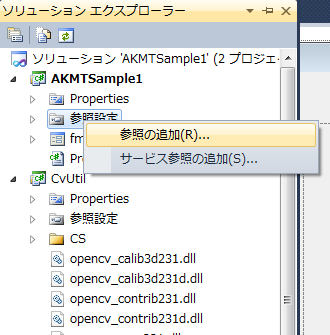 ソリューション エクスプローラー
ソリューション 'AKMTSample1' (2 プロジェ
AKMTSample1
Properties
参照設定
参照の追加(R)...
fm
サービス参照の追加(S)...
Pr
CvUtil
Properties
参照設定
CS
opencv_calib3d231.dll
opencv_calib3d231d.dll
opencv_contrib231.dll
opencv_contrib231d.dll